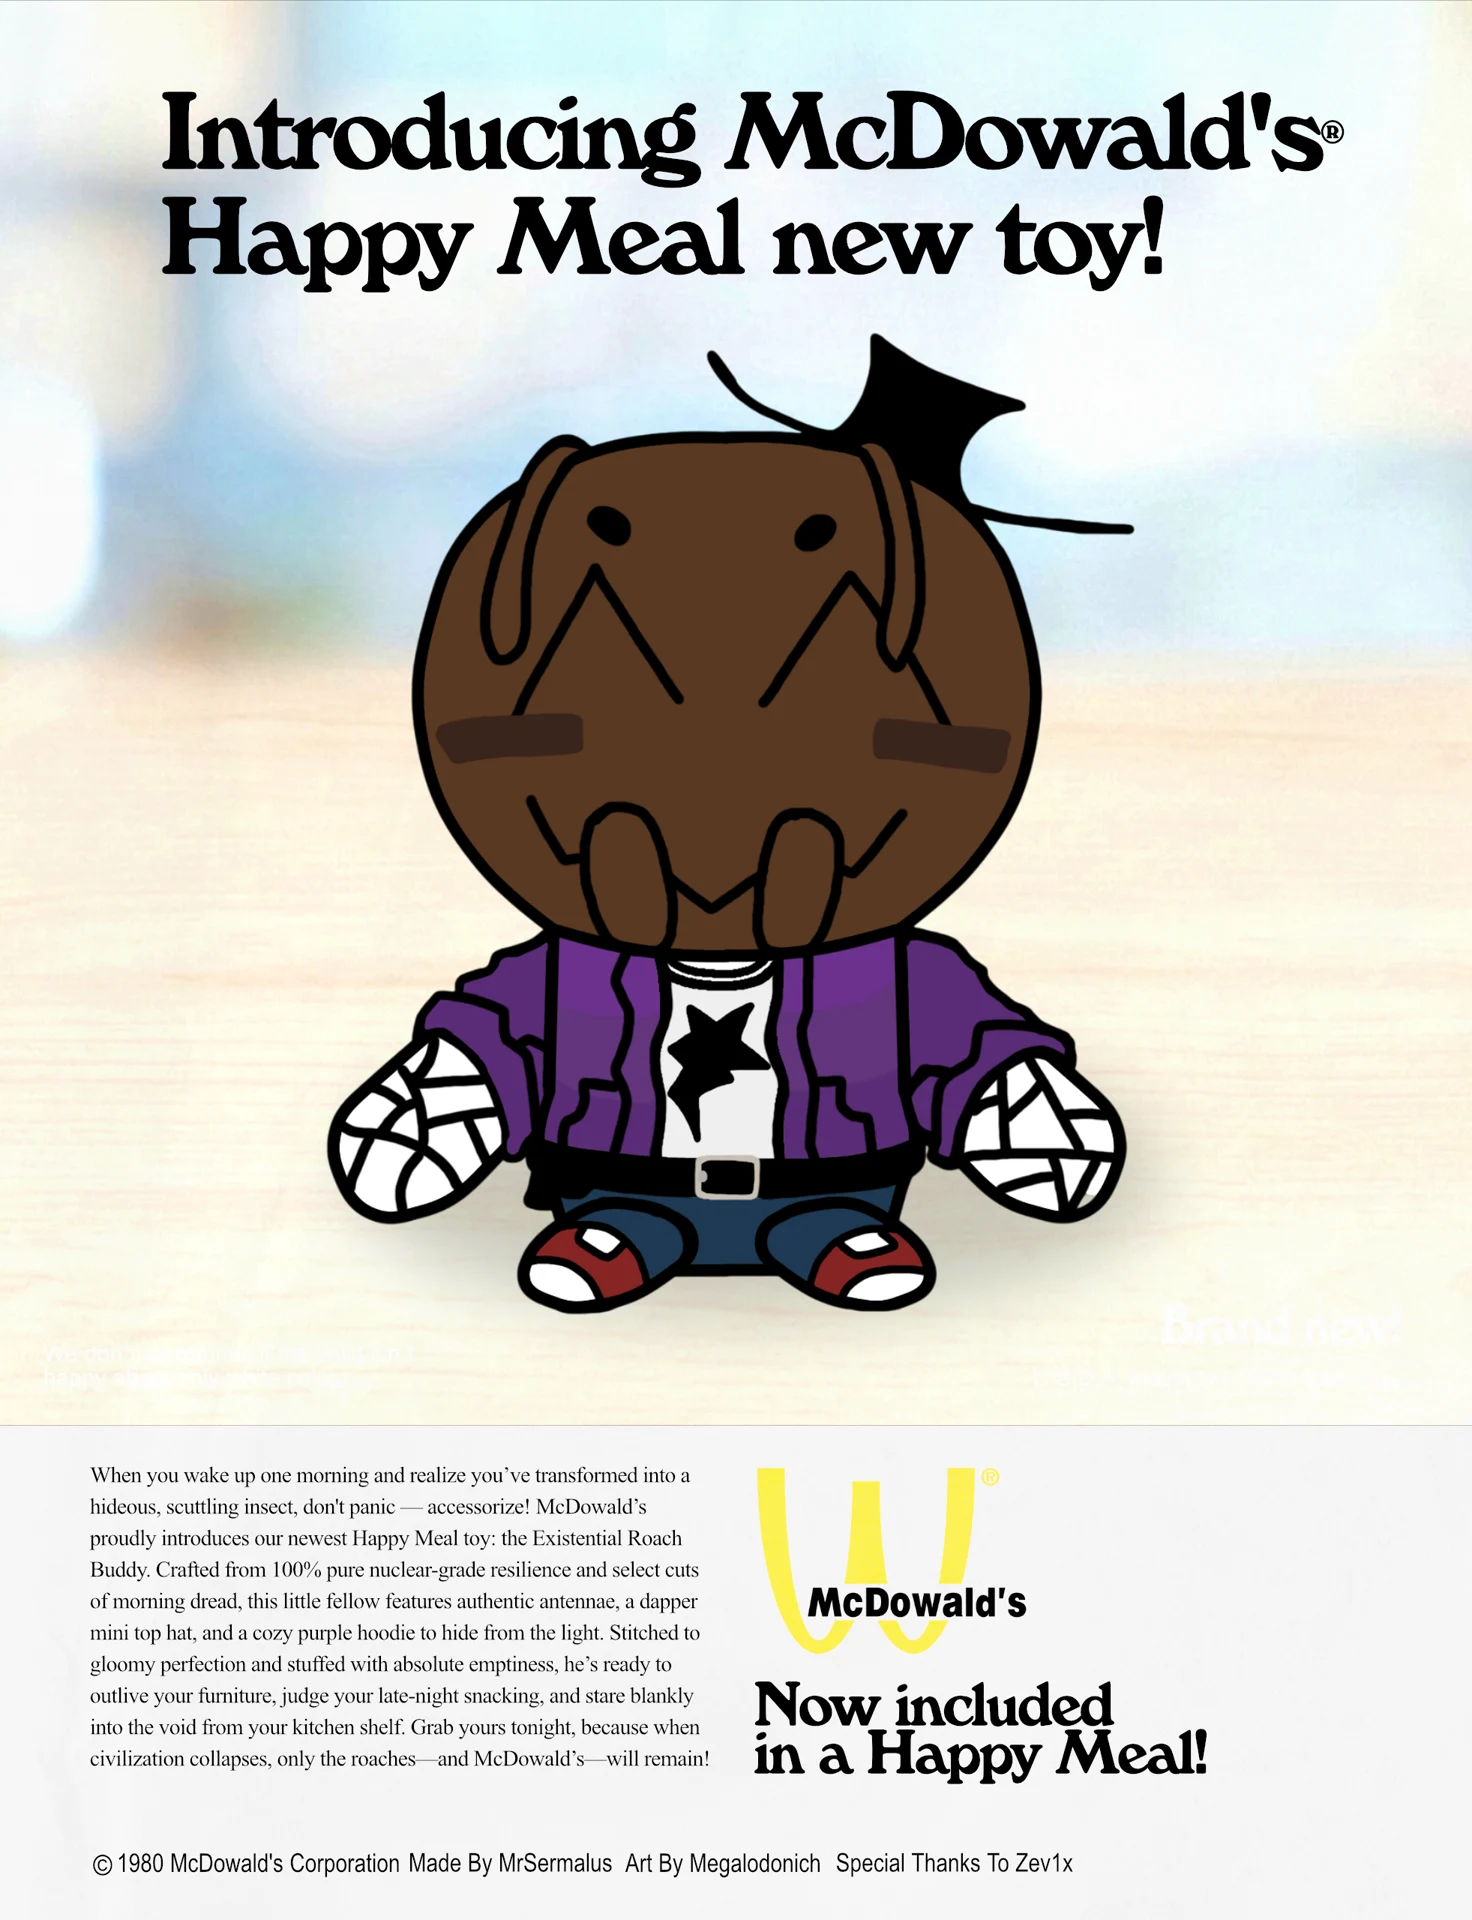 Introducing McDowald's®
Happy Meal new toy!
Brand new!
We don
happy
When you wake up one morning and realize you’ve transformed into a
hideous, scuttling insect, don't panic — accessorize! McDowald’s
proudly introduces our newest Happy Meal toy: the Existential Roach
Buddy. Crafted from 100% pure nuclear-grade resilience and select cuts
of morning dread, this little fellow features authentic antennae, a dapper
mini top hat, and a cozy purple hoodie to hide from the light. Stitched to
gloomy perfection and stuffed with absolute emptiness, he’s ready to
outlive your furniture, judge your late-night snacking, and stare blankly
into the void from your kitchen shelf. Grab yours tonight, because when
civilization collapses, only the roaches—and McDowald’s—will remain!
®
McDowald's
Now included
in a Happy Meal!
© 1980 McDowald's Corporation Made By MrSermalus Art By Megalodonich Special Thanks To Zev1x